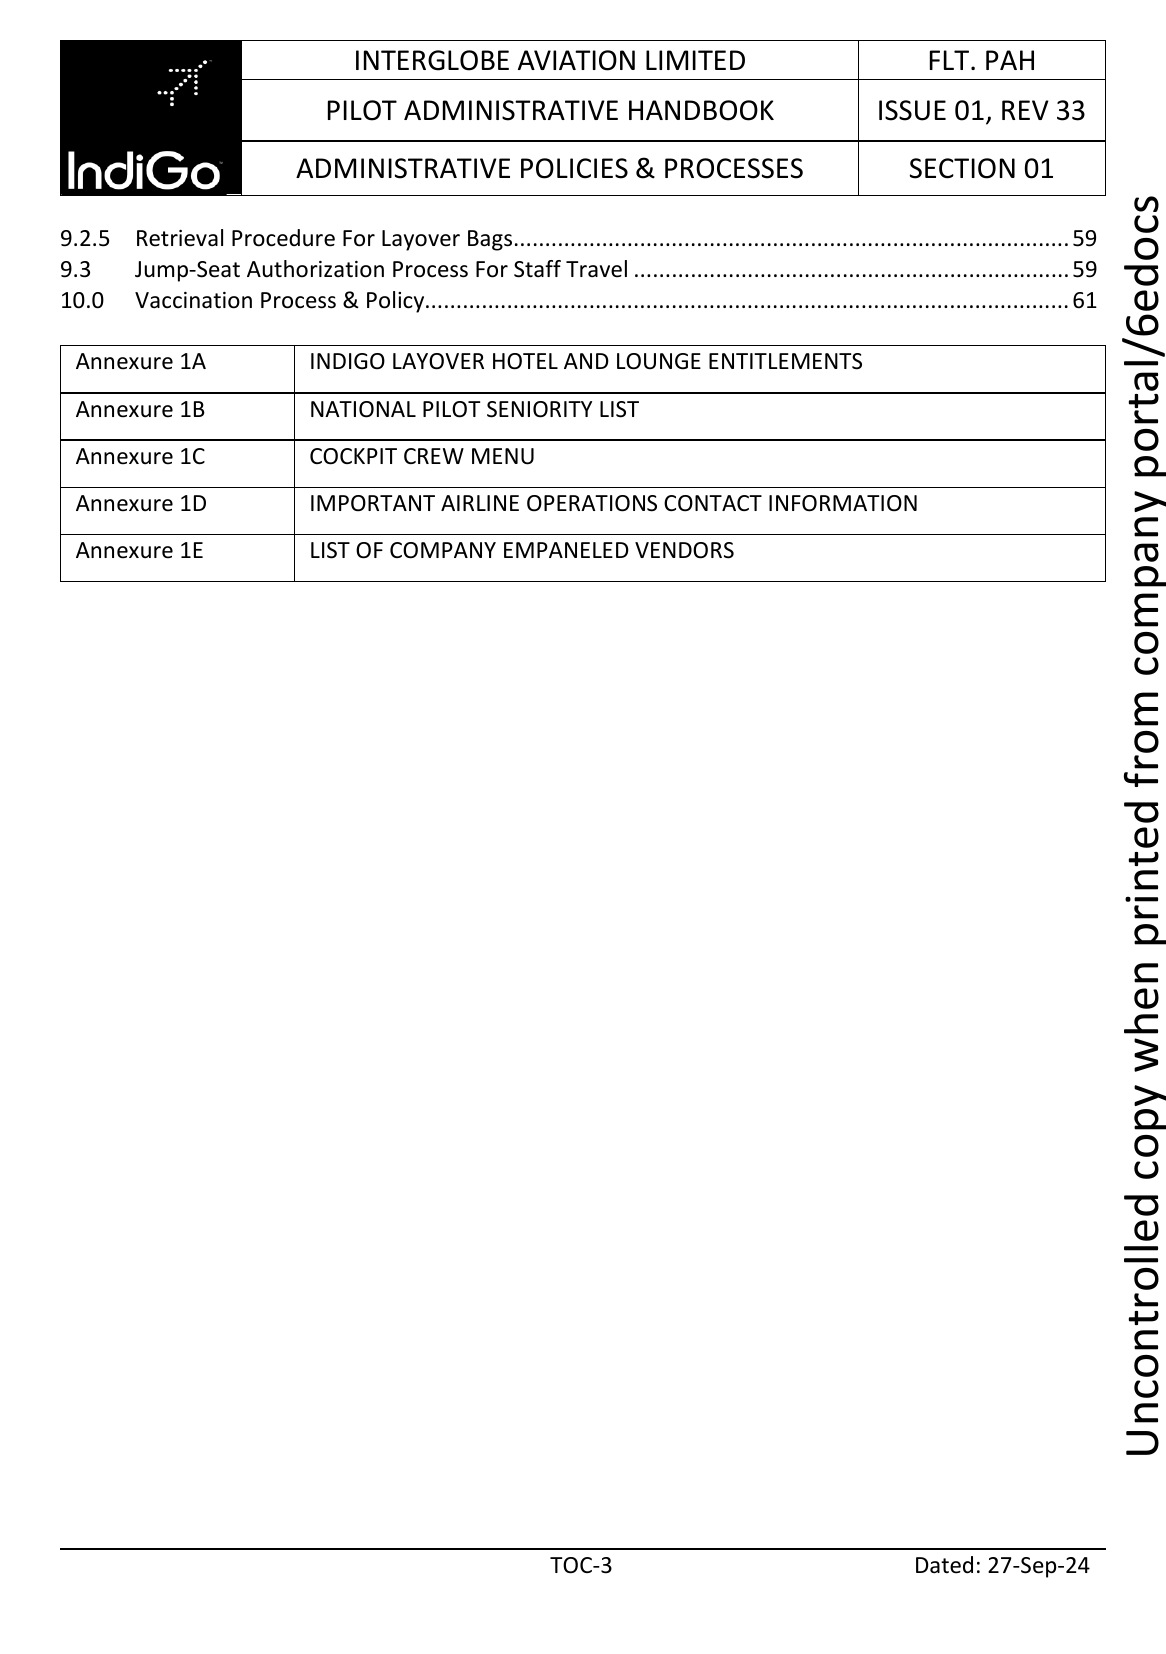 IndiGo
INTERGLOBE AVIATION LIMITED
FLT. PAH
PILOT ADMINISTRATIVE HANDBOOK
ISSUE 01, REV 33
ADMINISTRATIVE POLICIES & PROCESSES
SECTION 01
9.2.5 Retrieval Procedure For Layover Bags........................................................................................59
9.3 Jump-Seat Authorization Process For Staff Travel .....................................................................59
10.0 Vaccination Process & Policy......................................................................................................61
Annexure 1A INDIGO LAYOVER HOTEL AND LOUNGE ENTITLEMENTS
Annexure 1B NATIONAL PILOT SENIORITY LIST
Annexure 1C COCKPIT CREW MENU
Annexure 1D IMPORTANT AIRLINE OPERATIONS CONTACT INFORMATION
Annexure 1E LIST OF COMPANY EMPANELED VENDORS
Uncontrolled copy when printed from company portal/6edocs
TOC-3 Dated: 27-Sep-24